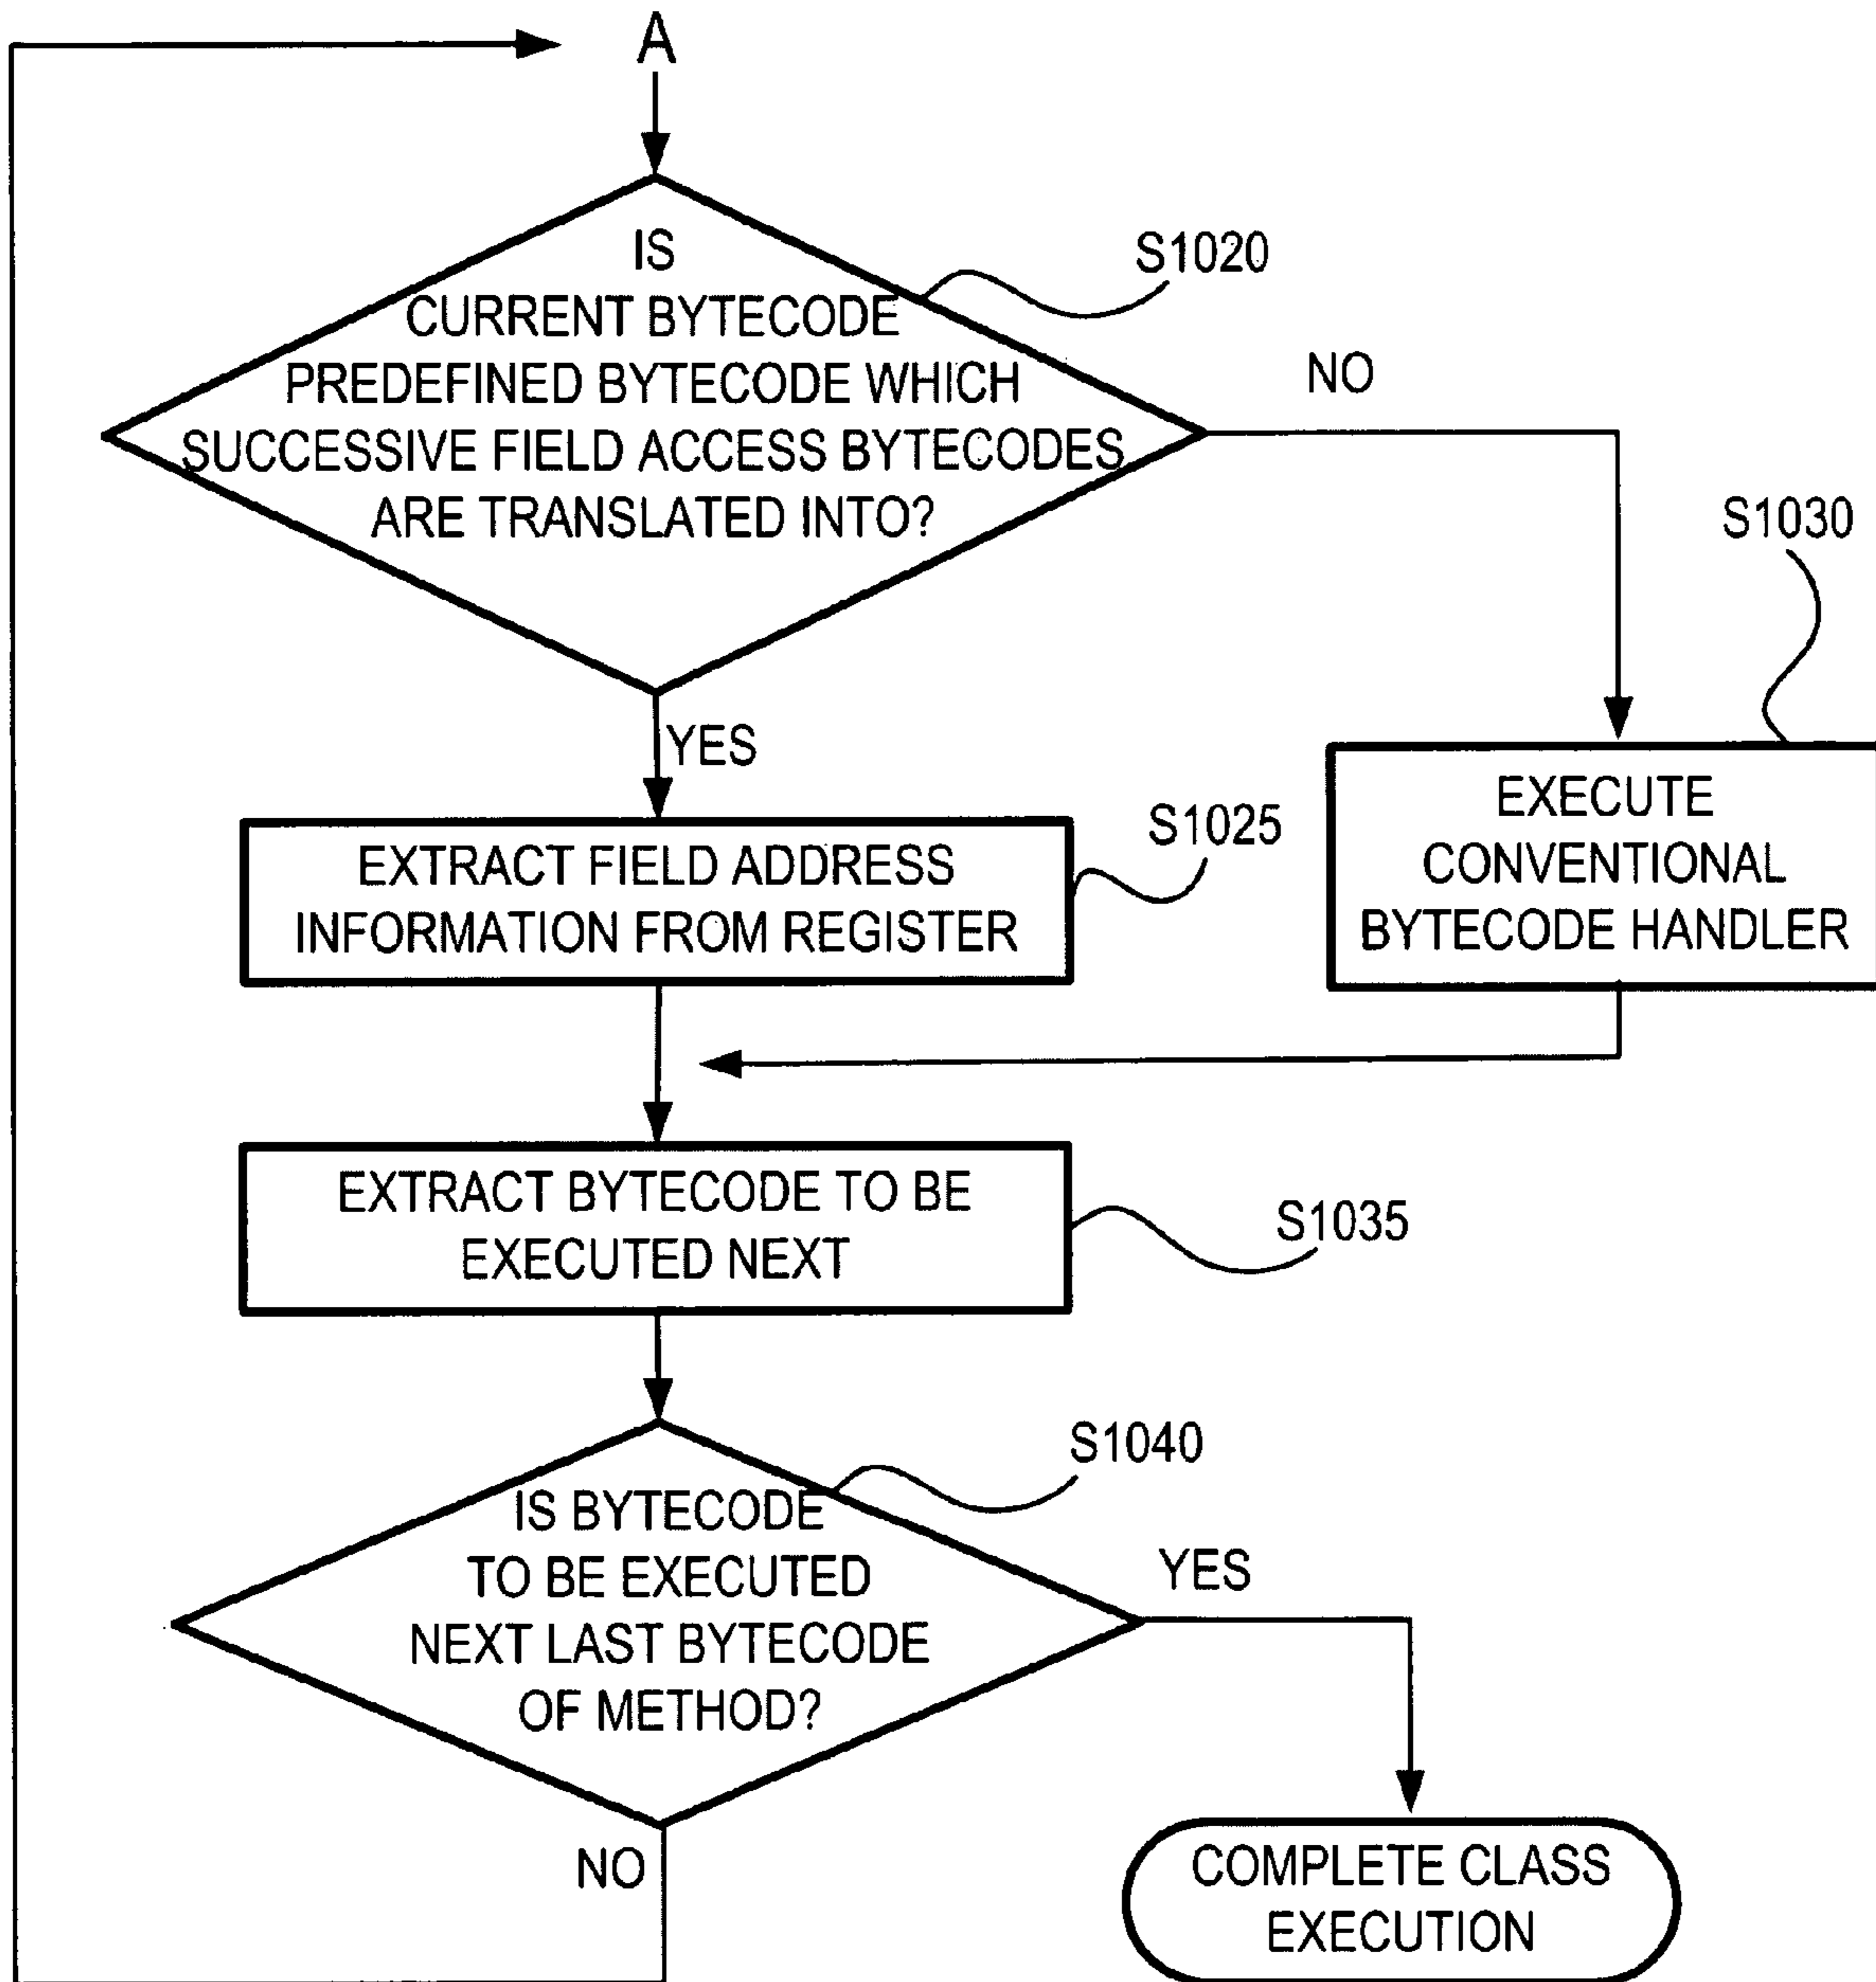 A
IS
CURRENT BYTECODE
PREDEFINED BYTECODE WHICH
SUCCESSIVE FIELD ACCESS BYTECODES
ARE TRANSLATED INTO?
S1020
NO
S1030
YES
EXECUTE
CONVENTIONAL
BYTECODE HANDLER
S1025
EXTRACT FIELD ADDRESS
INFORMATION FROM REGISTER
EXTRACT BYTECODE TO BE
EXECUTED NEXT
S1035
S1040
IS BYTECODE
TO BE EXECUTED
NEXT LAST BYTECODE
OF METHOD?
YES
NO
COMPLETE CLASS
EXECUTION